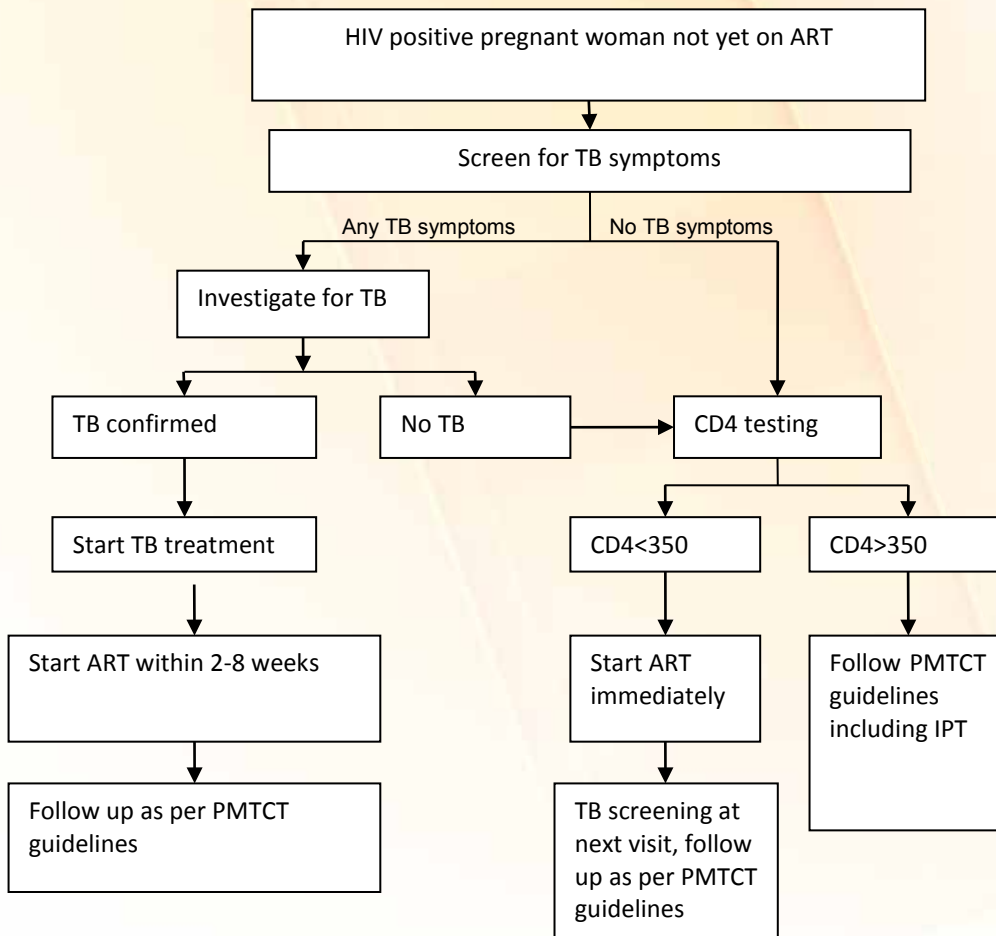 HIV positive pregnant woman not yet on ART
Screen for TB symptoms
Any TB symptoms
No TB symptoms
Investigate for TB
TB confirmed
No TB
CD4 testing
Start TB treatment
CD4<350
CD4>350
Start ART within 2-8 weeks
Start ART
immediately
Follow PMTCT
guidelines
including IPT
Follow up as per PMTCT
guidelines
TB screening at
next visit, follow
up as per PMTCT
guidelines